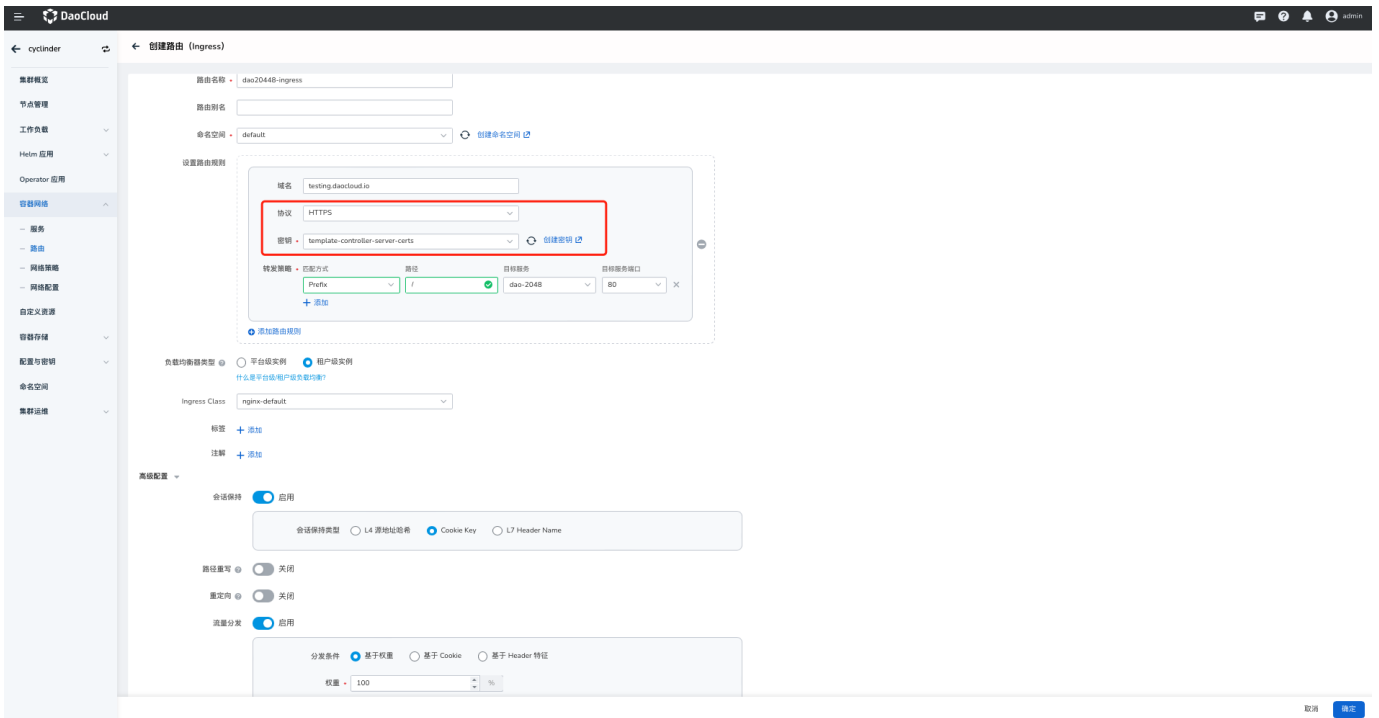 DaoCloud
admin
cyclinder
创建路由（Ingress）
集群概览
节点管理
工作负载
Helm 应用
Operator 应用
容器网络
服务
路由
网络策略
网络配置
自定义资源
容器存储
配置与密钥
命名空间
集群运维
路由名称 • dao20448-ingress
路由别名
命名空间 • default 创建命名空间
设置路由规则
域名 testing.daocloud.io
协议 HTTPS
密钥 • template-controller-server-certs 创建密钥
转发策略 • 匹配方式 路径 目标服务 目标服务端口
Prefix / dao-2048 80
+ 添加
添加路由规则
负载均衡器类型 平台级实例 租户级实例
什么是平台级/租户级负载均衡?
Ingress Class nginx-default
标签 + 添加
注解 + 添加
高级配置
会话保持 启用
会话保持类型 L4 源地址哈希 Cookie Key L7 Header Name
路径重写 关闭
重定向 关闭
流量分发 启用
分发条件 基于权重 基于 Cookie 基于 Header 特征
权重 • 100 %
取消 确定